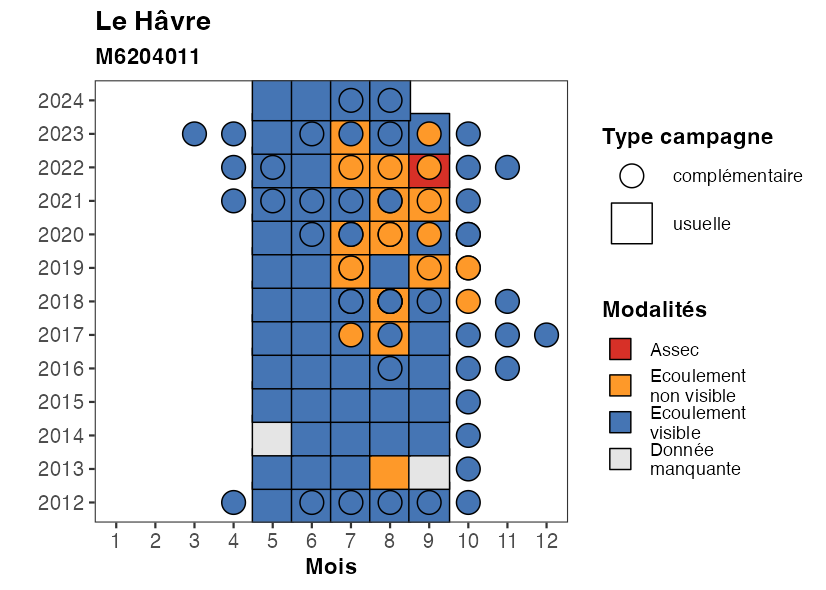 Le Hâvre
M6204011
2024
2023
2022
2021
2020
2019
2018
2017
2016
2015
2014
2013
2012
1 2 3 4 5 6 7 8 9 10 11 12
Mois
Type campagne
complémentaire
usuelle
Modalités
Assec
Ecoulement
non visible
Ecoulement
visible
Donnée
manquante